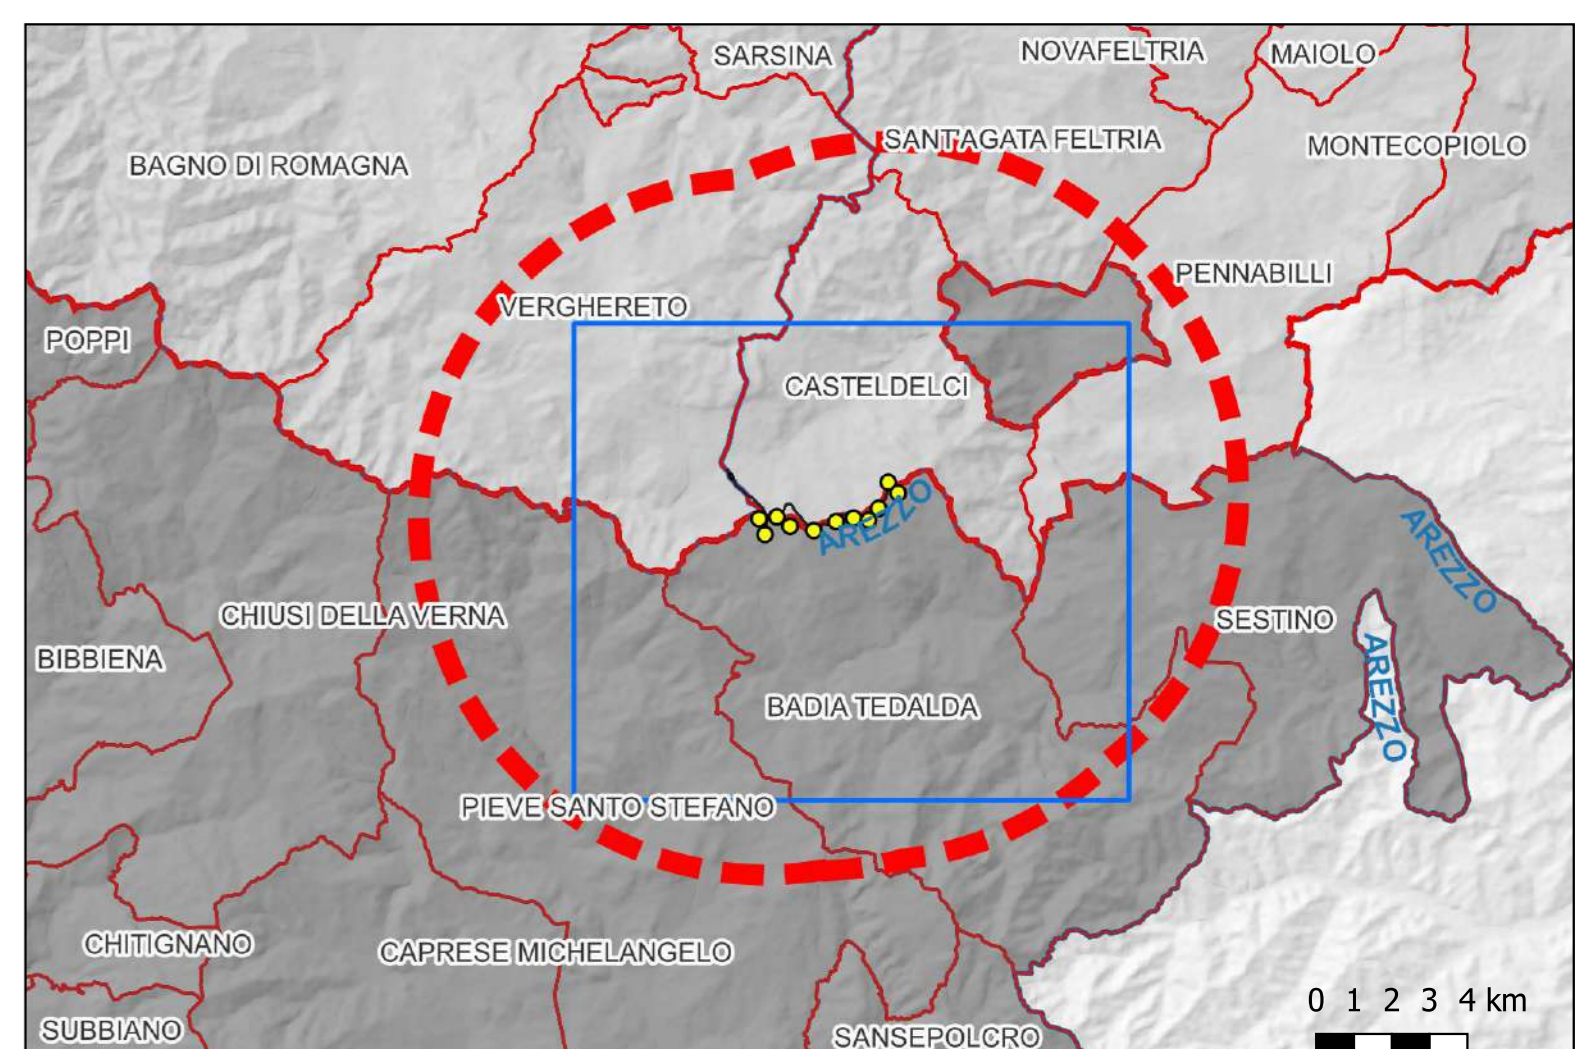 SARSINA
NOVAFELTRIA
MAIOLO
SANT'AGATA FELTRIA
MONTECOPIOLO
BAGNO DI ROMAGNA
PENNABILLI
VERGHERETO
POPPI
CASTELDELCI
AREZZO
AREZZO
CHIUSI DELLA VERNA
SESTINO
BIBBIENA
AREZZO
BADIA TEDALDA
PIEVE SANTO STEFANO
CHITIGNANO
CAPRESE MICHELANGELO
0 1 2 3 4 km
SUBBIANO
SANSEPOLCRO